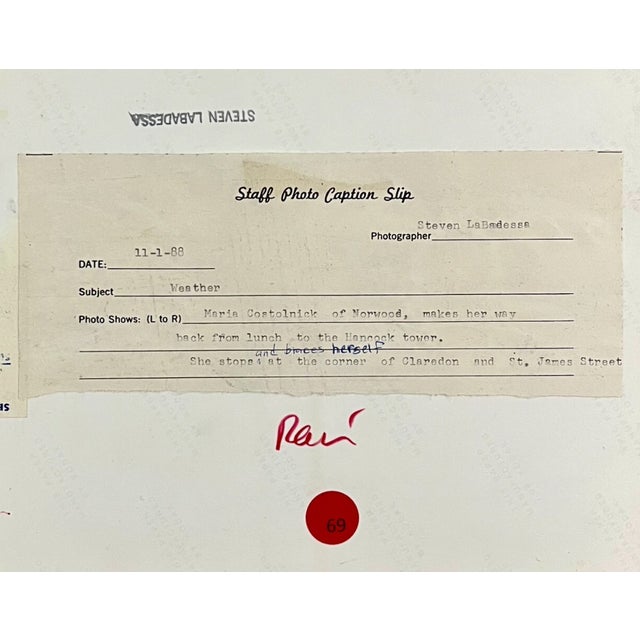 STEVEN LABADESSA
Staff Photo Caption Slip
Photographer Steven LaBadessa
DATE: 11-1-88
Subject Weather
Photo Shows: (L to R) Maria Costolnick of Norwood, makes her way
back from lunch to the Hancock tower.
and braces herself
She stops at the corner of Claredon and St. James Street
69